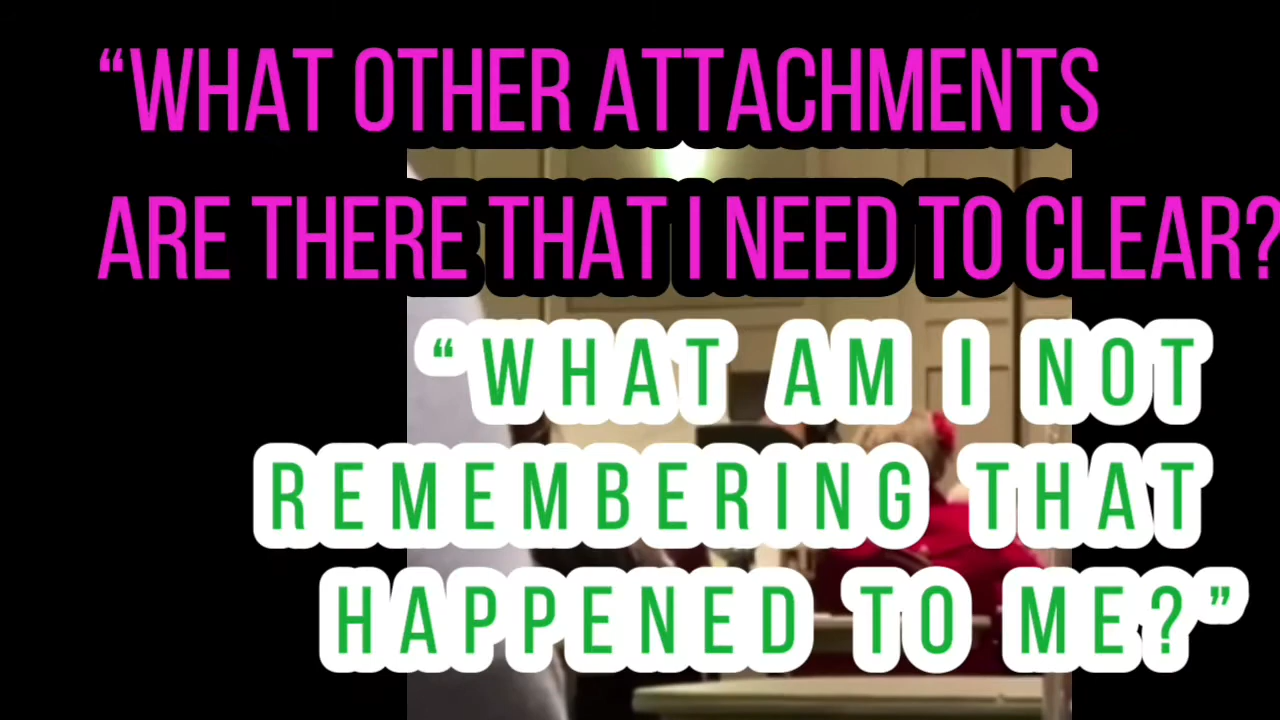 “WHAT OTHER ATTACHMENTS
ARE THERE THAT I NEED TO CLEAR?
“WHAT AM I NOT
REMEMBERING THAT
HAPPENED TO ME?”